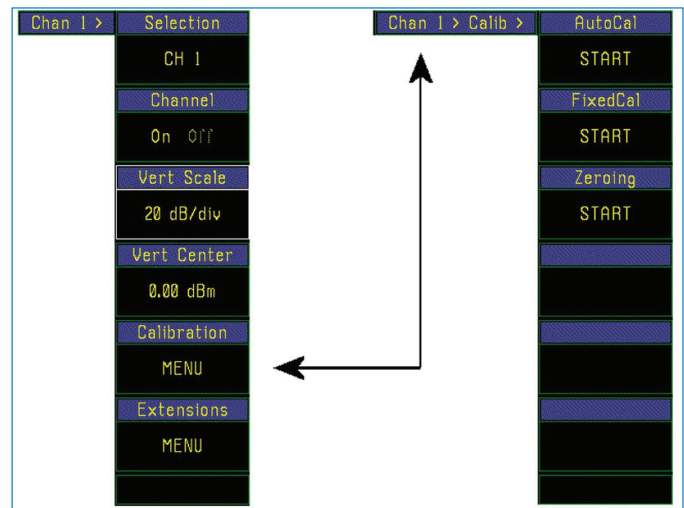 Chan 1 >
Selection
CH 1
Channel
On Off
Vert Scale
20 dB/div
Vert Center
0.00 dBm
Calibration
MENU
Extensions
MENU
Chan 1 > Calib >
AutoCal
START
FixedCal
START
Zeroing
START